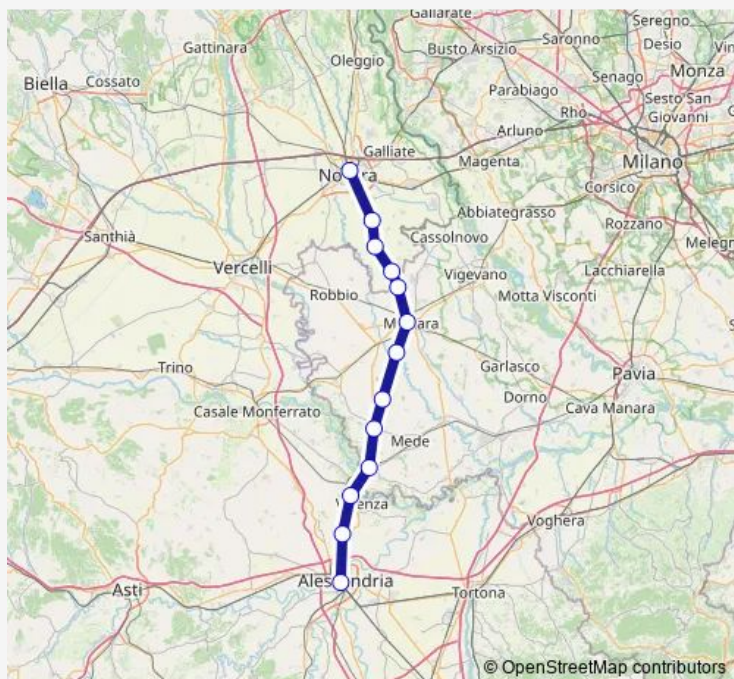 Gallarate
Seregno
Gattinara
Oleggio
Busto Arsizio
Saronno
Desio
Biella
Cossato
Senago
Monza
Parabiago
Sesto San
Giovanni
Rho
Galliate
Arluno
Magenta
Milano
Corsico
Abbiategrasso
Rozzano
Santhià
Cassolnovo
Vercelli
Vigevano
Lacchiarella
Robbio
Motta Visconti
Trino
Garlasco
Pavia
Dorno
Casale Monferrato
Cava Manara
Mede
Voghera
Asti
Tortona
© OpenStreetMap contributors